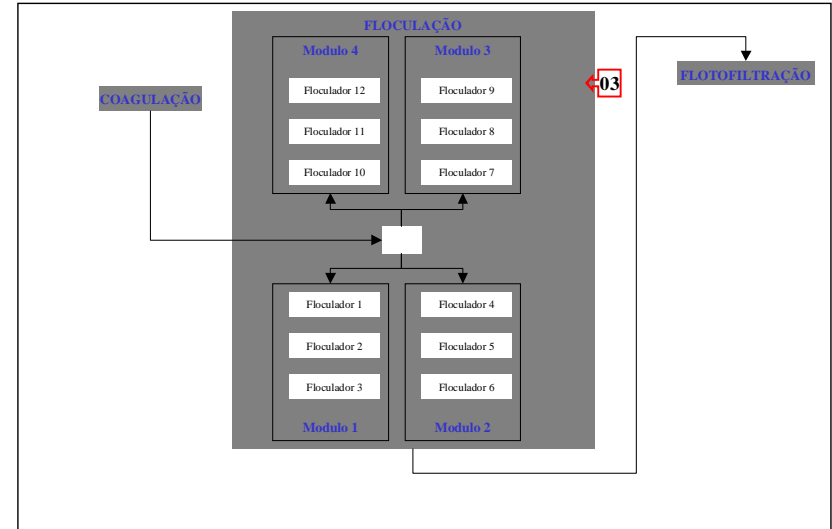 FLOCULAÇÃO
Modulo 4
Modulo 3
Floculador 12
Floculador 9
03
FLOTOFILTRAÇÃO
COAGULAÇÃO
Floculador 11
Floculador 8
Floculador 10
Floculador 7
Floculador 1
Floculador 4
Floculador 2
Floculador 5
Floculador 3
Floculador 6
Modulo 1
Modulo 2